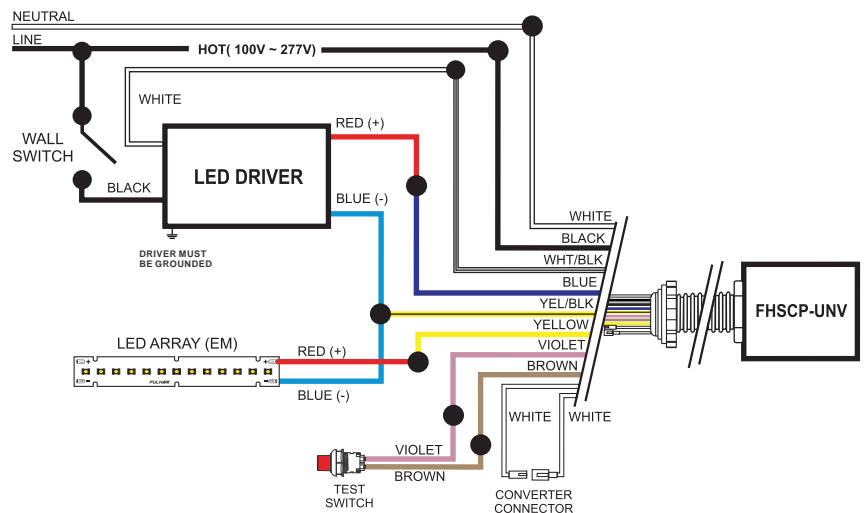 NEUTRAL
LINE
HOT( 100V ~ 277V)
WHITE
RED (+)
WALL
SWITCH
LED DRIVER
BLACK
BLUE (-)
DRIVER MUST
BE GROUNDED
WHITE
BLACK
WHT/BLK
BLUE
YEL/BLK
YELLOW
VIOLET
BROWN
FHSCP-UNV
LED ARRAY (EM)
RED (+)
BLUE (-)
FULHAM
WHITE
WHITE
VIOLET
BROWN
TEST
SWITCH
CONVERTER
CONNECTOR